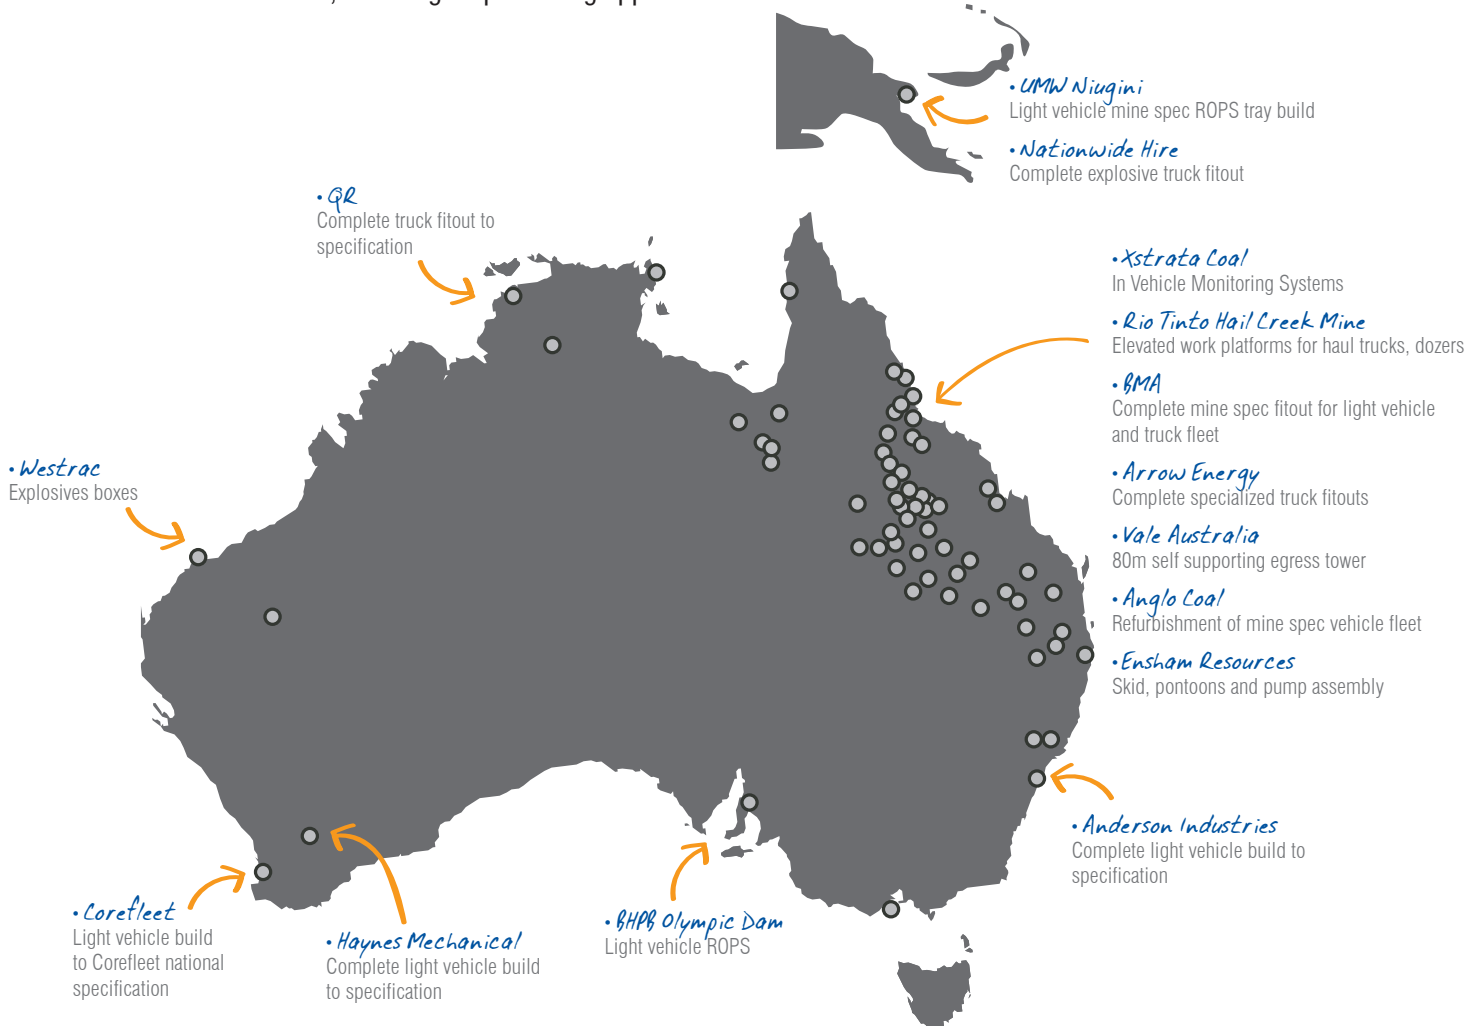 • UMW Niugini
Light vehicle mine spec ROPS tray build
• Nationwide Hire
Complete explosive truck fitout
• QR
Complete truck fitout to
specification
• Xstrata Coal
In Vehicle Monitoring Systems
• Rio Tinto Hail Creek Mine
Elevated work platforms for haul trucks, dozers
• BMA
Complete mine spec fitout for light vehicle
and truck fleet
• Arrow Energy
Complete specialized truck fitouts
• Vale Australia
80m self supporting egress tower
• Anglo Coal
Refurbishment of mine spec vehicle fleet
• Ensham Resources
Skid, pontoons and pump assembly
• Westrac
Explosives boxes
• Anderson Industries
Complete light vehicle build to
specification
• Corefleet
Light vehicle build
to Corefleet national
specification
• Haynes Mechanical
Complete light vehicle build
to specification
• BHPB Olympic Dam
Light vehicle ROPS